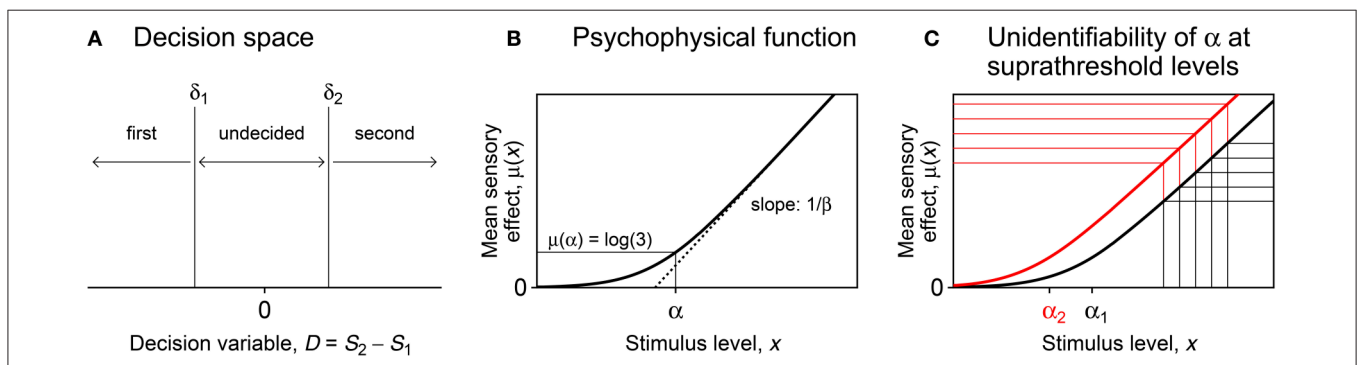 A Decision space
δ1
δ2
first
undecided
second
0
Decision variable, D = S2 − S1
B Psychophysical function
Mean sensory
effect, μ(x)
μ(α) = log(3)
slope: 1/β
0
α
Stimulus level, x
C Unidentifiability of α at
suprathreshold levels
Mean sensory
effect, μ(x)
0
α2
α1
Stimulus level, x